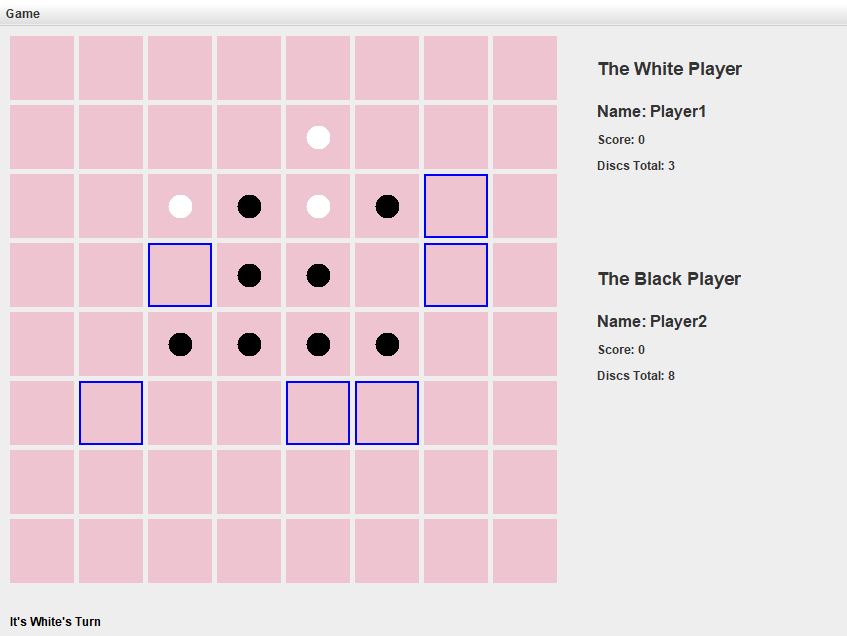 Game
The White Player
Name: Player1
Score: 0
Discs Total: 3
The Black Player
Name: Player2
Score: 0
Discs Total: 8
It's White's Turn